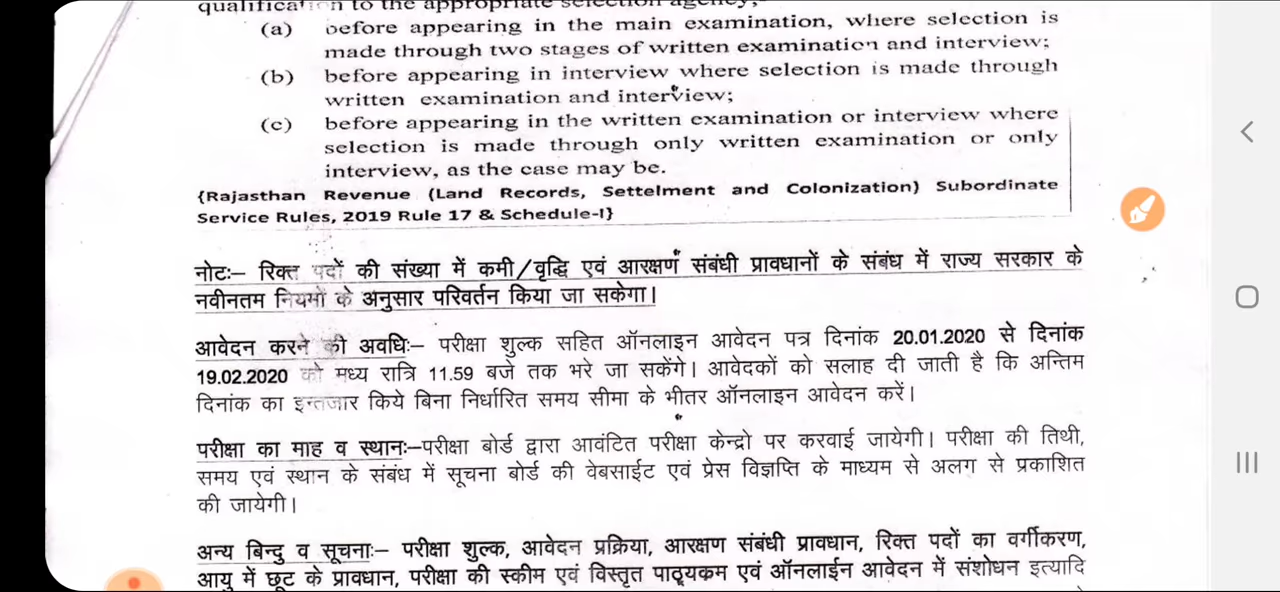 qualification to the appropriate selection agency;
(a) before appearing in the main examination, where selection is
made through two stages of written examination and interview;
(b) before appearing in interview where selection is made through
written examination and interview;
(c) before appearing in the written examination or interview where
selection is made through only written examination or only
interview, as the case may be.
{Rajasthan Revenue (Land Records, Settelment and Colonization) Subordinate
Service Rules, 2019 Rule 17 & Schedule-I}
नोटः– रिक्त पदों की संख्या में कमी/वृद्धि एवं आरक्षण संबंधी प्रावधानों के संबंध में राज्य सरकार के
नवीनतम नियमों के अनुसार परिवर्तन किया जा सकेगा।
आवेदन करने की अवधिः– परीक्षा शुल्क सहित ऑनलाइन आवेदन पत्र दिनांक 20.01.2020 से दिनांक
19.02.2020 को मध्य रात्रि 11.59 बजे तक भरे जा सकेंगे। आवेदकों को सलाह दी जाती है कि अन्तिम
दिनांक का इन्तजार किये बिना निर्धारित समय सीमा के भीतर ऑनलाइन आवेदन करें।
परीक्षा का माह व स्थानः–परीक्षा बोर्ड द्वारा आवंटित परीक्षा केन्द्रो पर करवाई जायेगी। परीक्षा की तिथी,
समय एवं स्थान के संबंध में सूचना बोर्ड की वेबसाईट एवं प्रेस विज्ञप्ति के माध्यम से अलग से प्रकाशित
की जायेगी।
अन्य बिन्दु व सूचनाः– परीक्षा शुल्क, आवेदन प्रक्रिया, आरक्षण संबंधी प्रावधान, रिक्त पदों का वर्गीकरण,
आयु में छूट के प्रावधान, परीक्षा की स्कीम एवं विस्तृत पाठ्यकम एवं ऑनलाईन आवेदन में संशोधन इत्यादि